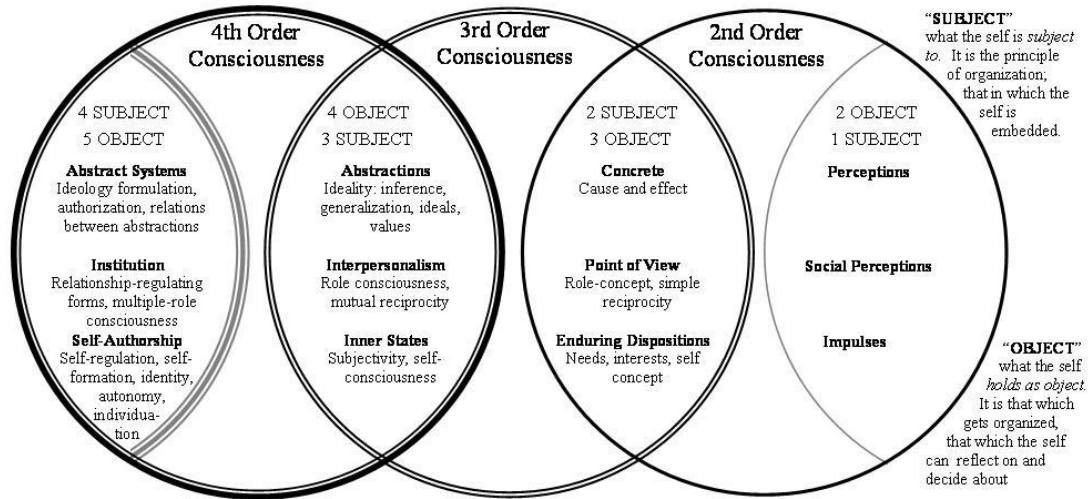 4th Order
Consciousness
3rd Order
Consciousness
2nd Order
Consciousness
"SUBJECT"
what the self is subject
to. It is the principle
of organization;
that in which the
self is
embedded.
4 SUBJECT
5 OBJECT
Abstract Systems
Ideology formulation,
authorization, relations
between abstractions
Institution
Relationship-regulating
forms, multiple-role
consciousness
Self-Authorship
Self-regulation, self-
formation, identity,
autonomy,
individua-
tion
4 OBJECT
3 SUBJECT
Abstractions
Ideality: inference,
generalization, ideals,
values
Interpersonalism
Role consciousness,
mutual reciprocity
Inner States
Subjectivity, self-
consciousness
2 SUBJECT
3 OBJECT
Concrete
Cause and effect
Point of View
Role-concept, simple
reciprocity
Enduring Dispositions
Needs, interests, self
concept
2 OBJECT
1 SUBJECT
Perceptions
Social Perceptions
Impulses
"OBJECT"
what the self
holds as object.
It is that which
gets organized,
that which the self
can reflect on and
decide about